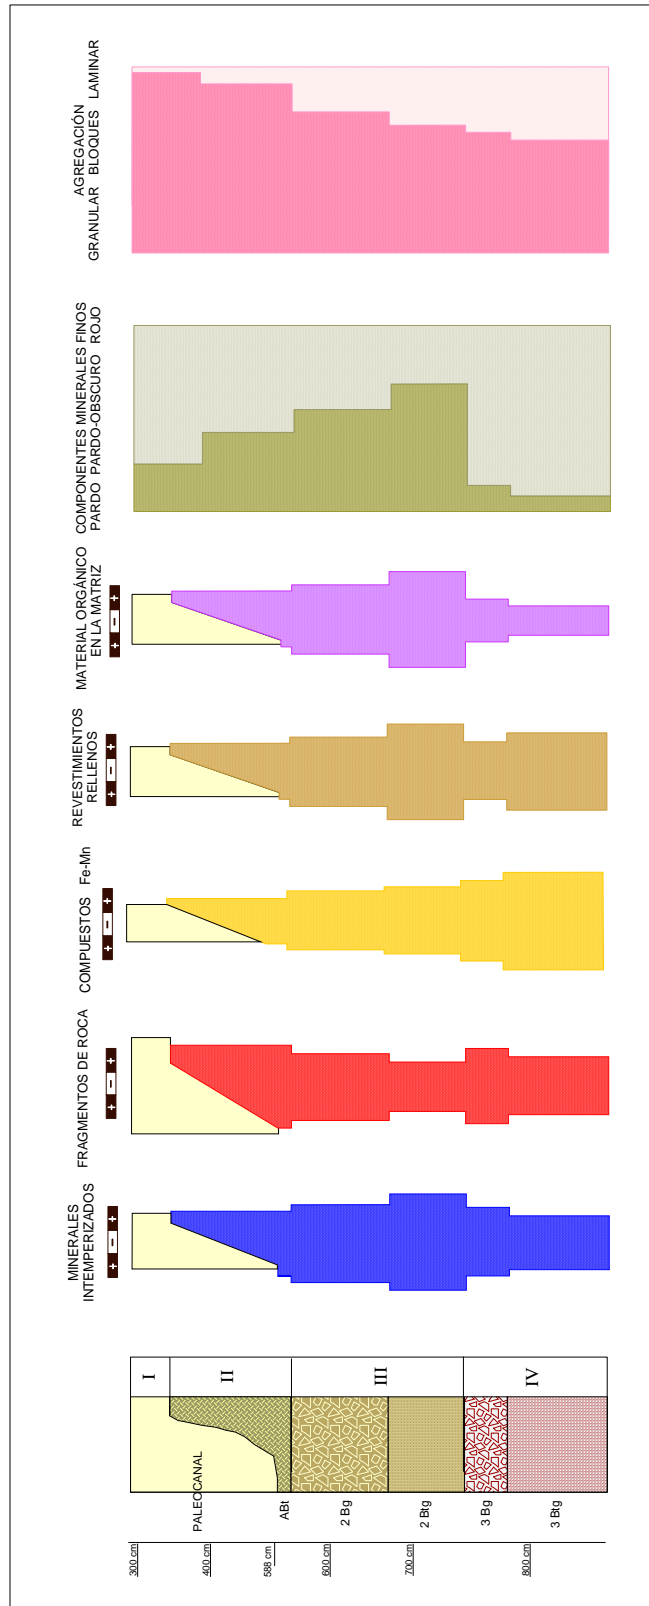 AGREGACIÓN
GRANULAR BLOQUES LAMINAR
COMPONENTES MINERALES FINOS
PARDO PARDO-OBSCURO ROJO
MATERIAL ORGÁNICO
EN LA MATRIZ
+ − +
REVESTIMIENTOS
RELLENOS
+ − +
COMPUESTOS Fe-Mn
+ − +
FRAGMENTOS DE ROCA
+ − +
MINERALES
INTEMPERIZADOS
+ − +
I
II
III
IV
PALEOCANAL
ABt
2 Bg
2 Btg
3 Bg
3 Btg
300 cm
400 cm
588 cm
600 cm
700 cm
800 cm